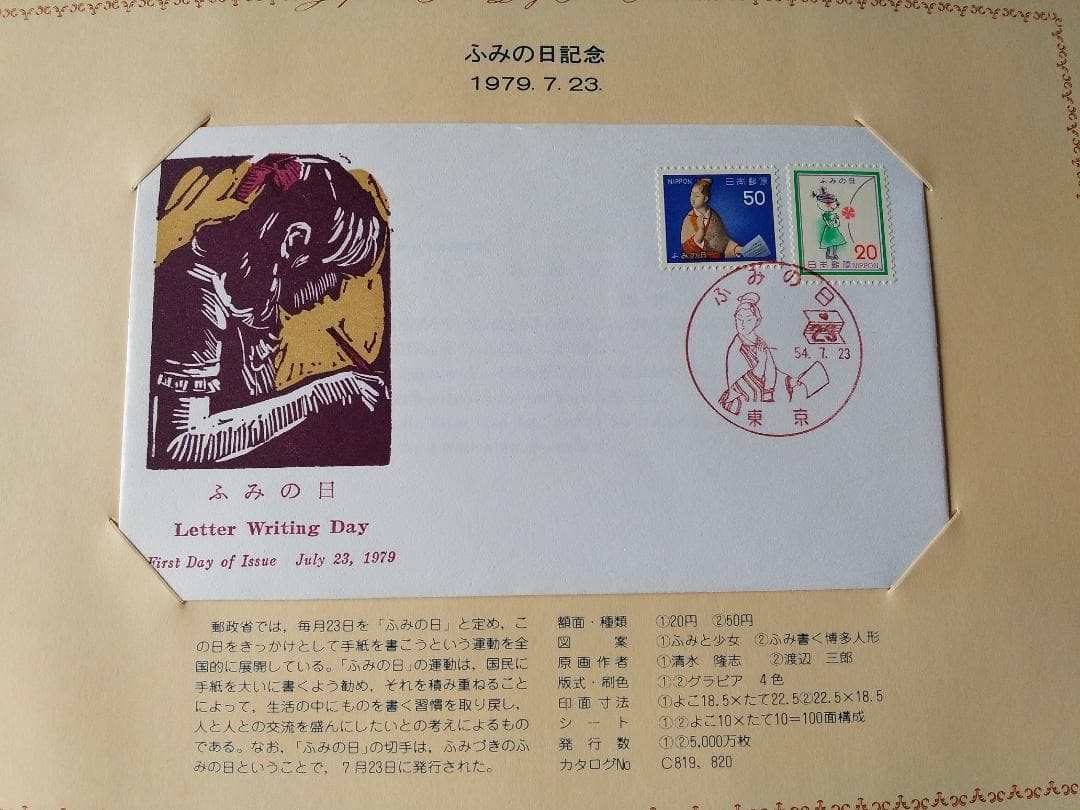 ふみの日記念
1979. 7. 23.
NIPPON 日本郵便
50
ふみの日
ふみの日
20
日本郵便 NIPPON
ふみの日
23
54. 7. 23
東京
ふみの日
Letter Writing Day
First Day of Issue July 23, 1979
郵政省では，毎月23日を「ふみの日」と定め，こ
の日をきっかけとして手紙を書こうという運動を全
国的に展開している。「ふみの日」の運動は，国民に
手紙を大いに書くよう勧め，それを積み重ねること
によって，生活の中にものを書く習慣を取り戻し，
人と人との交流を盛んにしたいとの考えによるもの
である。なお，「ふみの日」の切手は，ふみづきのふ
みの日ということで，7月23日に発行された。
額面・種類 ①20円 ②50円
図案 ①ふみと少女 ②ふみ書く博多人形
原画作者 ①清水 隆志 ②渡辺 三郎
版式・刷色 ①②グラビア 4色
印面寸法 ①よこ18.5×たて22.5②22.5×18.5
シート ①②よこ10×たて10＝100面構成
発行数 ①②5,000万枚
カタログNo C819，820